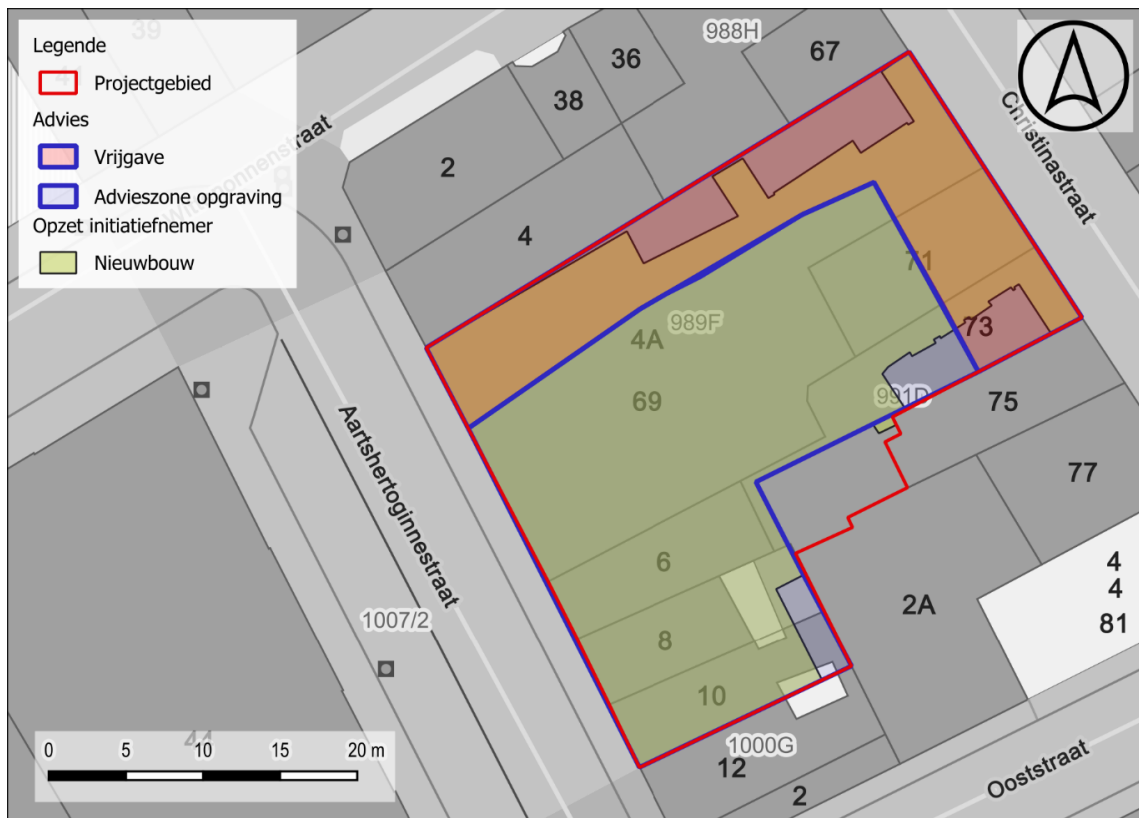 Legende
Projectgebied
Advies
Vrijgave
Advieszone opgraving
Opzet initiatiefnemer
Nieuwbouw
39
988H
67
36
38
2
4
Christinastraat
71
989F
4A
69
73
991D
75
77
Aartshertoginnestraat
6
8
10
1007/2
2A
4
4
81
1000G
12
2
Ooststraat
44
0 5 10 15 20 m